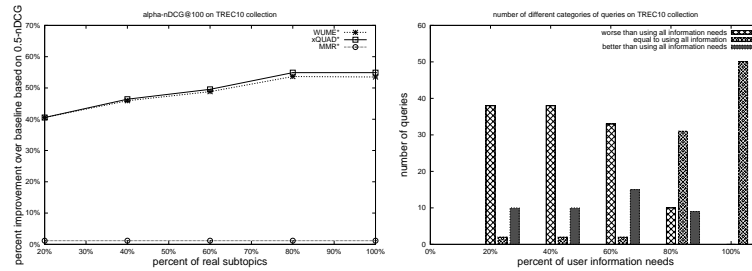 alpha-nDCG@100 on TREC10 collection
percent improvement over baseline based on 0.5-nDCG
70%
60%
50%
40%
30%
20%
10%
0%
WUME*
xQUAD*
MMR*
20% 30% 40% 50% 60% 70% 80% 90% 100%
percent of real subtopics
number of different categories of queries on TREC10 collection
number of queries
60
50
40
30
20
10
0
worse than using all information needs
equal to using all information
better than using all information needs
0% 20% 40% 60% 80% 100%
percent of user information needs